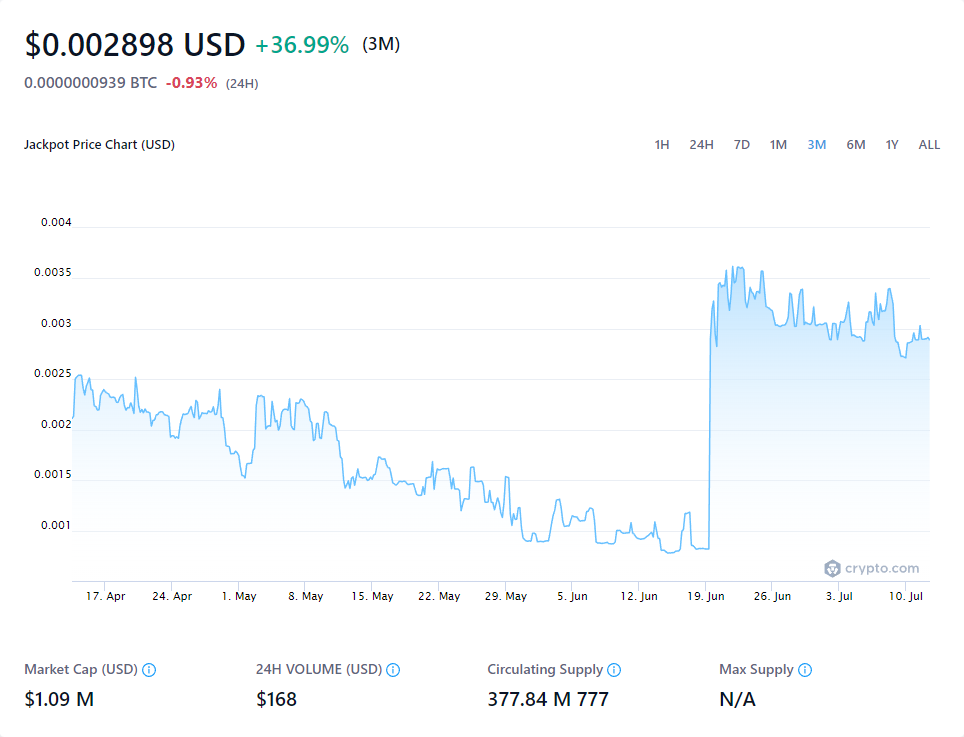 $0.002898 USD +36.99% (3M)
0.0000000939 BTC -0.93% (24H)
Jackpot Price Chart (USD) 1H 24H 7D 1M 3M 6M 1Y ALL
0.004
0.0035
0.003
0.0025
0.002
0.0015
0.001
crypto.com
17. Apr 24. Apr 1. May 8. May 15. May 22. May 29. May 5. Jun 12. Jun 19. Jun 26. Jun 3. Jul 10. Jul
Market Cap (USD) 24H VOLUME (USD) Circulating Supply Max Supply
$1.09 M $168 377.84 M 777 N/A